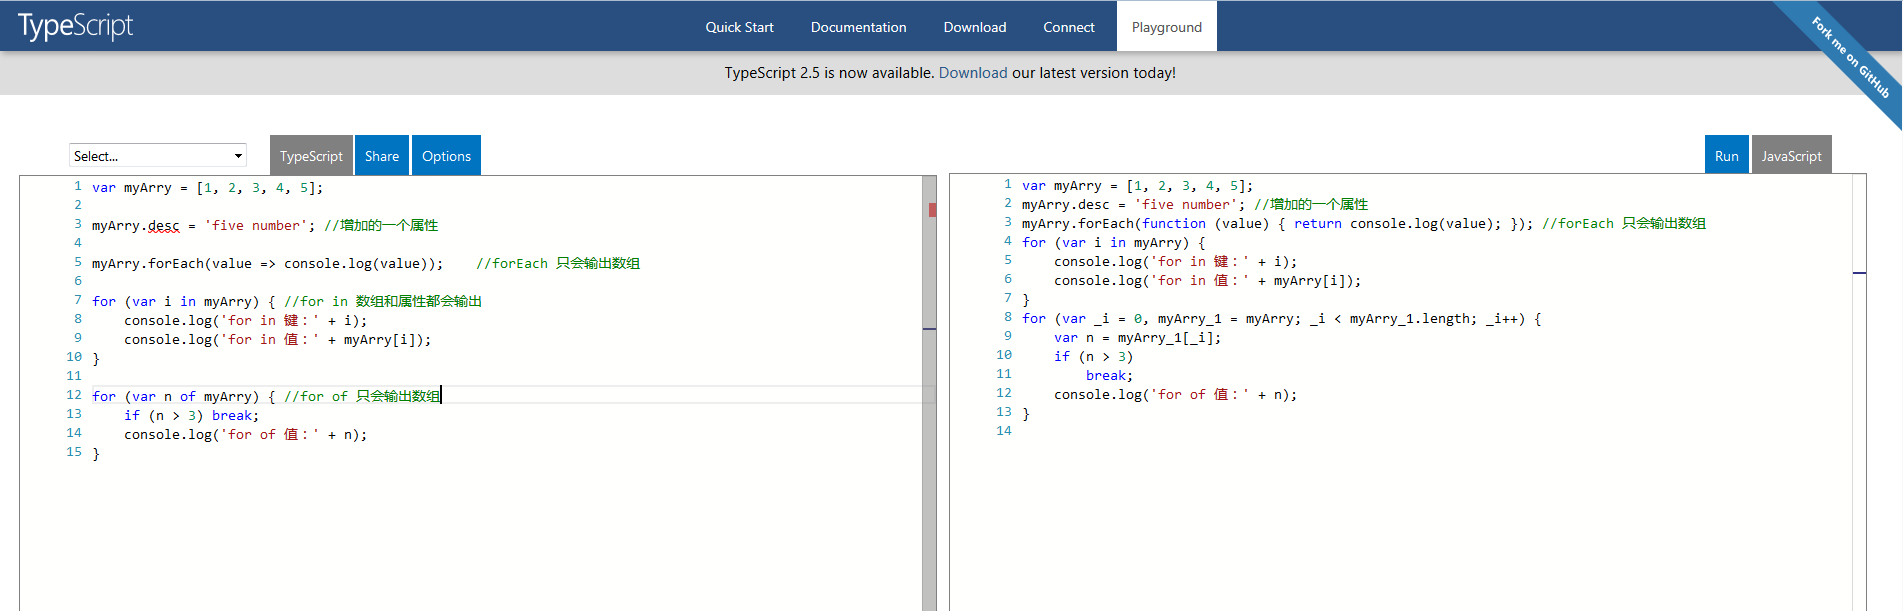 TypeScript
Quick Start Documentation Download Connect Playground
Fork me on GitHub
TypeScript 2.5 is now available. Download our latest version today!
Select... TypeScript Share Options
Run JavaScript
1 var myArry = [1, 2, 3, 4, 5];
2
3 myArry.desc = 'five number'; //增加的一个属性
4
5 myArry.forEach(value => console.log(value));    //forEach 只会输出数组
6
7 for (var i in myArry) { //for in 数组和属性都会输出
8     console.log('for in 键：' + i);
9     console.log('for in 值：' + myArry[i]);
10 }
11
12 for (var n of myArry) { //for of 只会输出数组
13     if (n > 3) break;
14     console.log('for of 值：' + n);
15 }
1 var myArry = [1, 2, 3, 4, 5];
2 myArry.desc = 'five number'; //增加的一个属性
3 myArry.forEach(function (value) { return console.log(value); }); //forEach 只会输出数组
4 for (var i in myArry) {
5     console.log('for in 键：' + i);
6     console.log('for in 值：' + myArry[i]);
7 }
8 for (var _i = 0, myArry_1 = myArry; _i < myArry_1.length; _i++) {
9     var n = myArry_1[_i];
10     if (n > 3)
11         break;
12     console.log('for of 值：' + n);
13 }
14